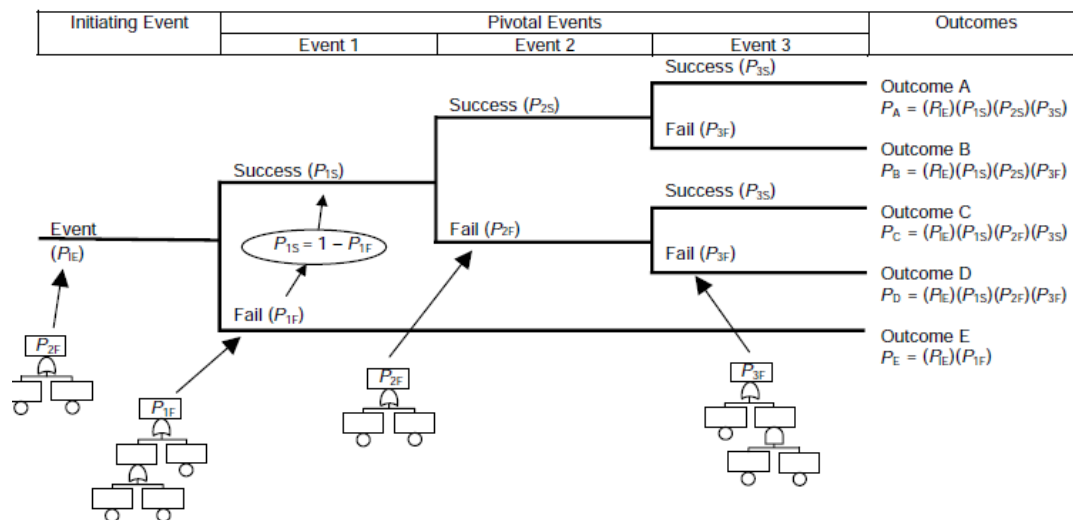 Initiating Event
Pivotal Events
Outcomes
Event 1
Event 2
Event 3
Success (P3S)
Outcome A
PA = (PIE)(P1S)(P2S)(P3S)
Success (P2S)
Fail (P3F)
Outcome B
PB = (PIE)(P1S)(P2S)(P3F)
Success (P1S)
Success (P3S)
Outcome C
PC = (PIE)(P1S)(P2F)(P3S)
Event
(PIE)
P1S = 1 – P1F
Fail (P2F)
Fail (P3F)
Outcome D
PD = (PIE)(P1S)(P2F)(P3F)
Fail (P1F)
Outcome E
PE = (PIE)(P1F)
P2F
P1F
P2F
P3F